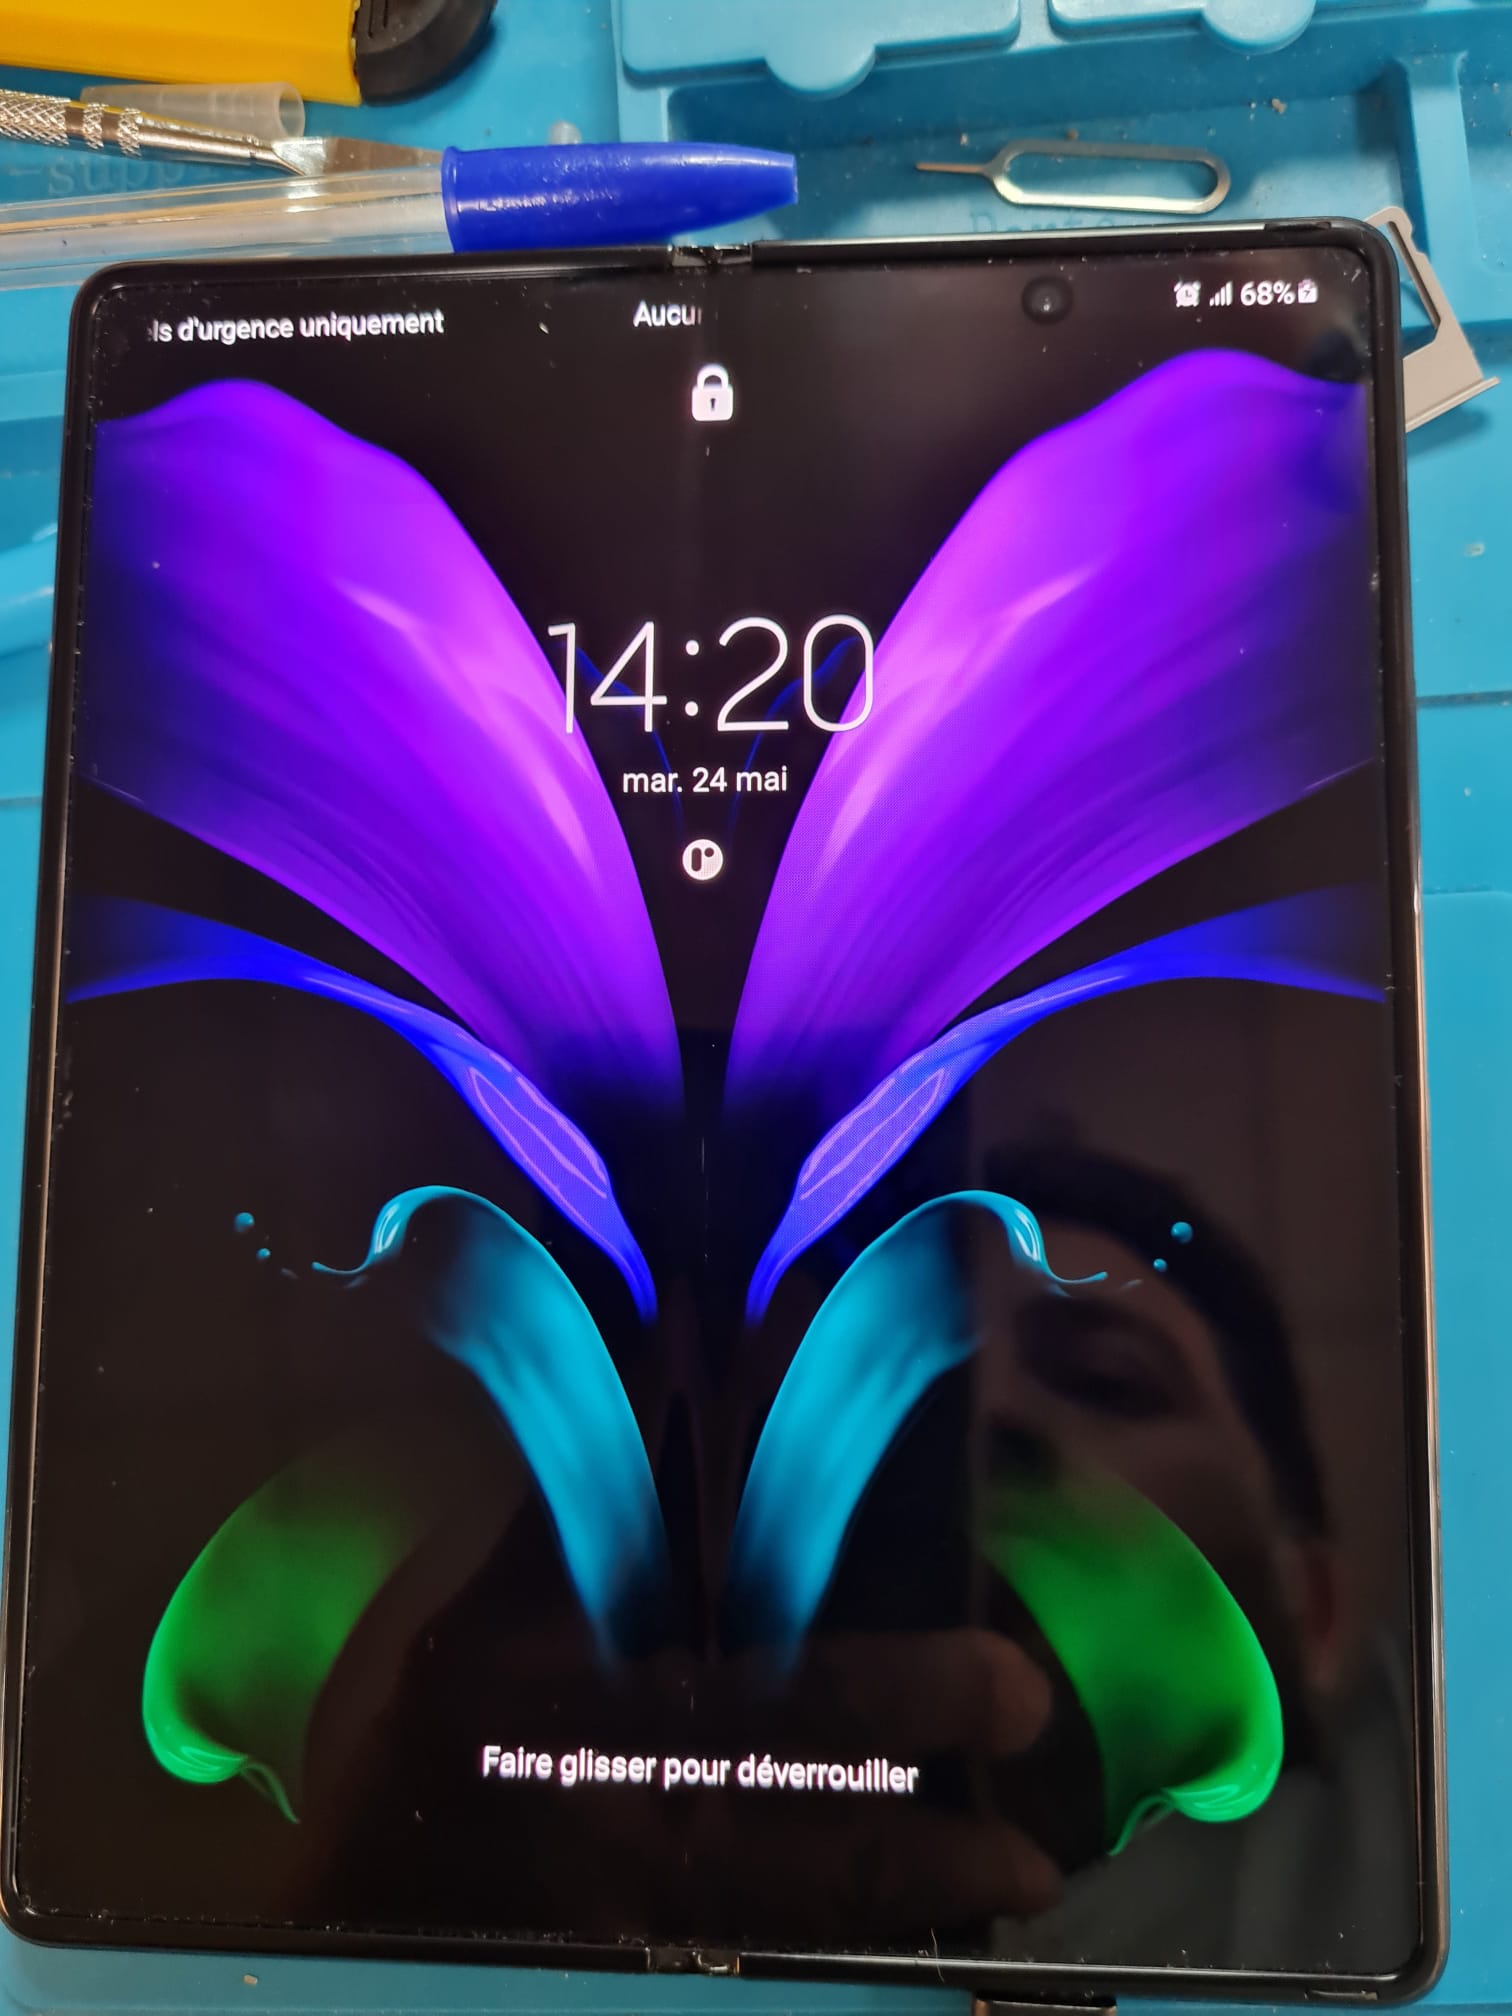 ls d'urgence uniquement
Aucu
68%
14:20
mar. 24 mai
Faire glisser pour déverrouiller